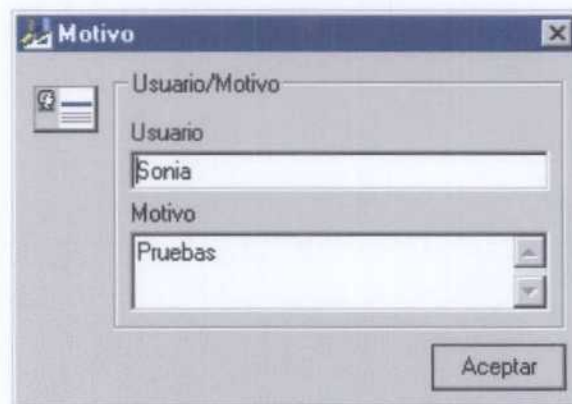 Motivo
Usuario/Motivo
Usuario
Sonia
Motivo
Pruebas
Aceptar